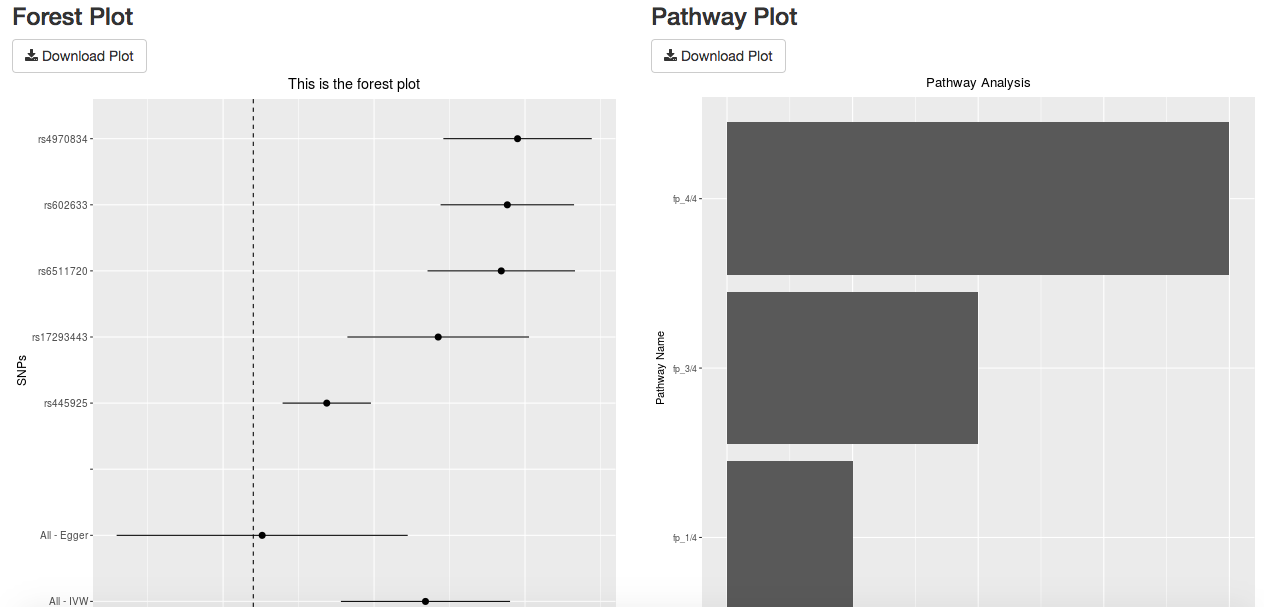 Forest Plot
Download Plot
This is the forest plot
SNPs
rs4970834
rs602633
rs6511720
rs17293443
rs445925
All - Egger
All - IVW
Pathway Plot
Download Plot
Pathway Analysis
Pathway Name
fp_4/4
fp_3/4
fp_1/4